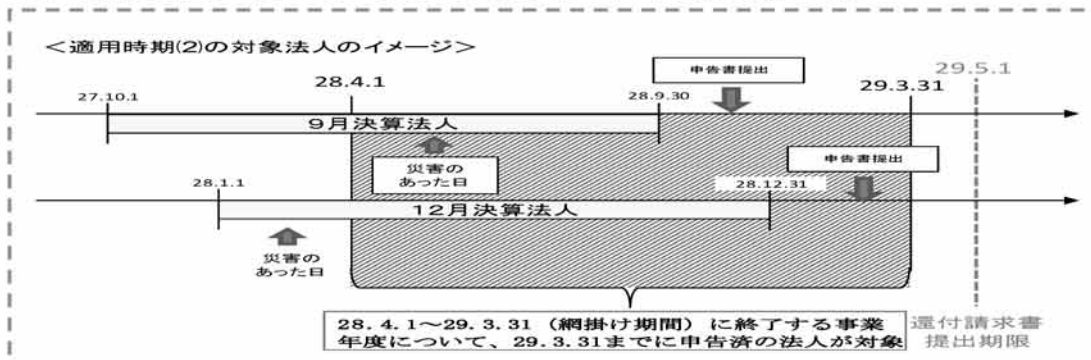 <適用時期(2)の対象法人のイメージ>
申告書提出
29.5.1
28.4.1
29.3.31
27.10.1
28.9.30
9月決算法人
災害の
あった日
申告書提出
28.1.1
28.12.31
12月決算法人
災害の
あった日
28.4.1～29.3.31（網掛け期間）に終了する事業
年度について、29.3.31までに申告済の法人が対象
還付請求書
提出期限